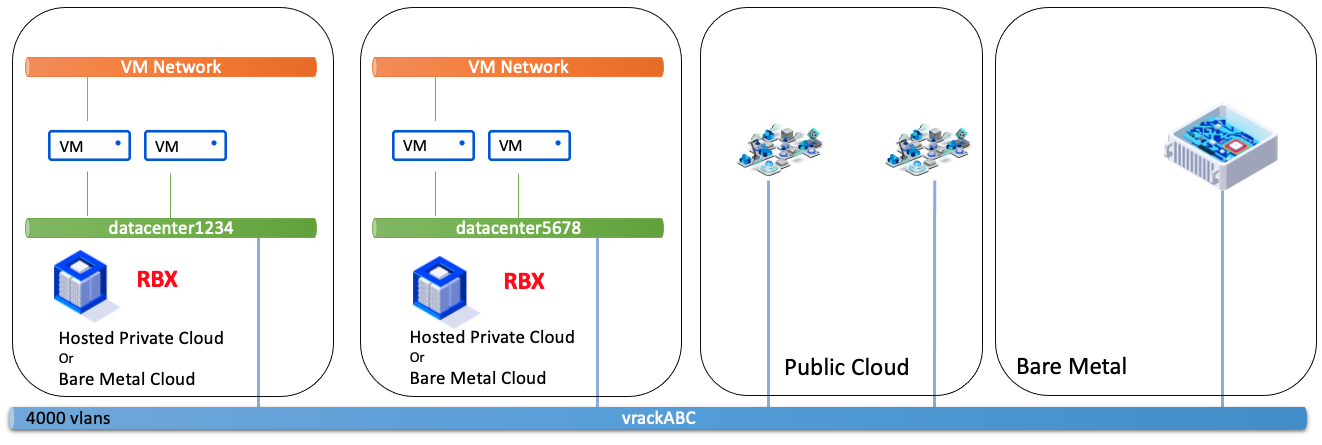 VM Network
VM
VM
datacenter1234
RBX
Hosted Private Cloud
Or
Bare Metal Cloud
VM Network
VM
VM
datacenter5678
RBX
Hosted Private Cloud
Or
Bare Metal Cloud
Public Cloud
Bare Metal
4000 vlans
vrackABC